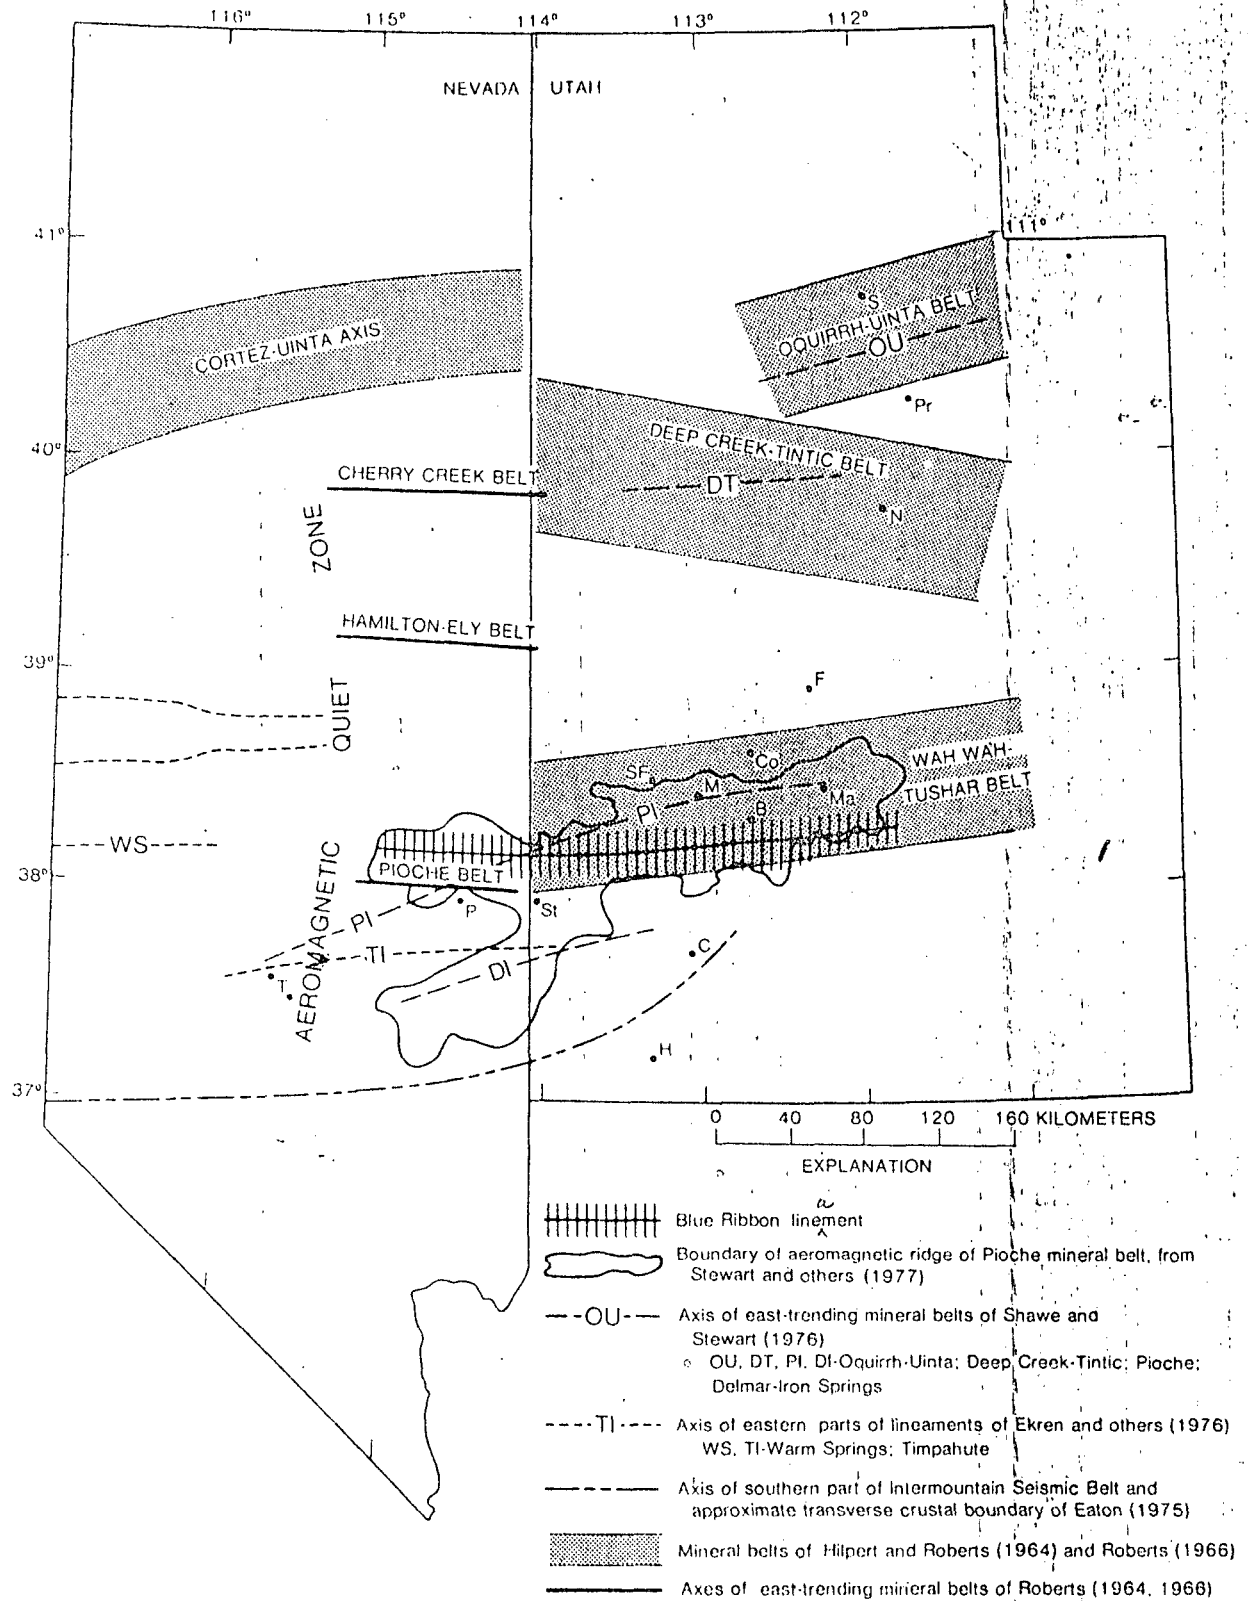 116° 115° 114° 113° 112°
NEVADA UTAH
111°
41°
S
OQUIRRH-UINTA BELT
OU
CORTEZ-UINTA AXIS
Pr
40°
DEEP CREEK-TINTIC BELT
DT
CHERRY CREEK BELT
N
ZONE
HAMILTON-ELY BELT
39°
F
QUIET
Co
WAH WAH-
TUSHAR BELT
SF
M
Ma
PI
B
WS
38°
PIOCHE BELT
P
St
AEROMAGNETIC
PI
TI
DI
C
T
H
37°
0 40 80 120 160 KILOMETERS
EXPLANATION
a
Blue Ribbon linement
Boundary of aeromagnetic ridge of Pioche mineral belt, from
Stewart and others (1977)
OU
Axis of east-trending mineral belts of Shawe and
Stewart (1976)
OU, DT, PI, DI-Oquirrh-Uinta; Deep Creek-Tintic; Pioche;
Delmar-Iron Springs
TI
Axis of eastern parts of lineaments of Ekren and others (1976)
WS, TI-Warm Springs; Timpahute
Axis of southern part of Intermountain Seismic Belt and
approximate transverse crustal boundary of Eaton (1975)
Mineral belts of Hilpert and Roberts (1964) and Roberts (1966)
Axes of east-trending mineral belts of Roberts (1964, 1966)